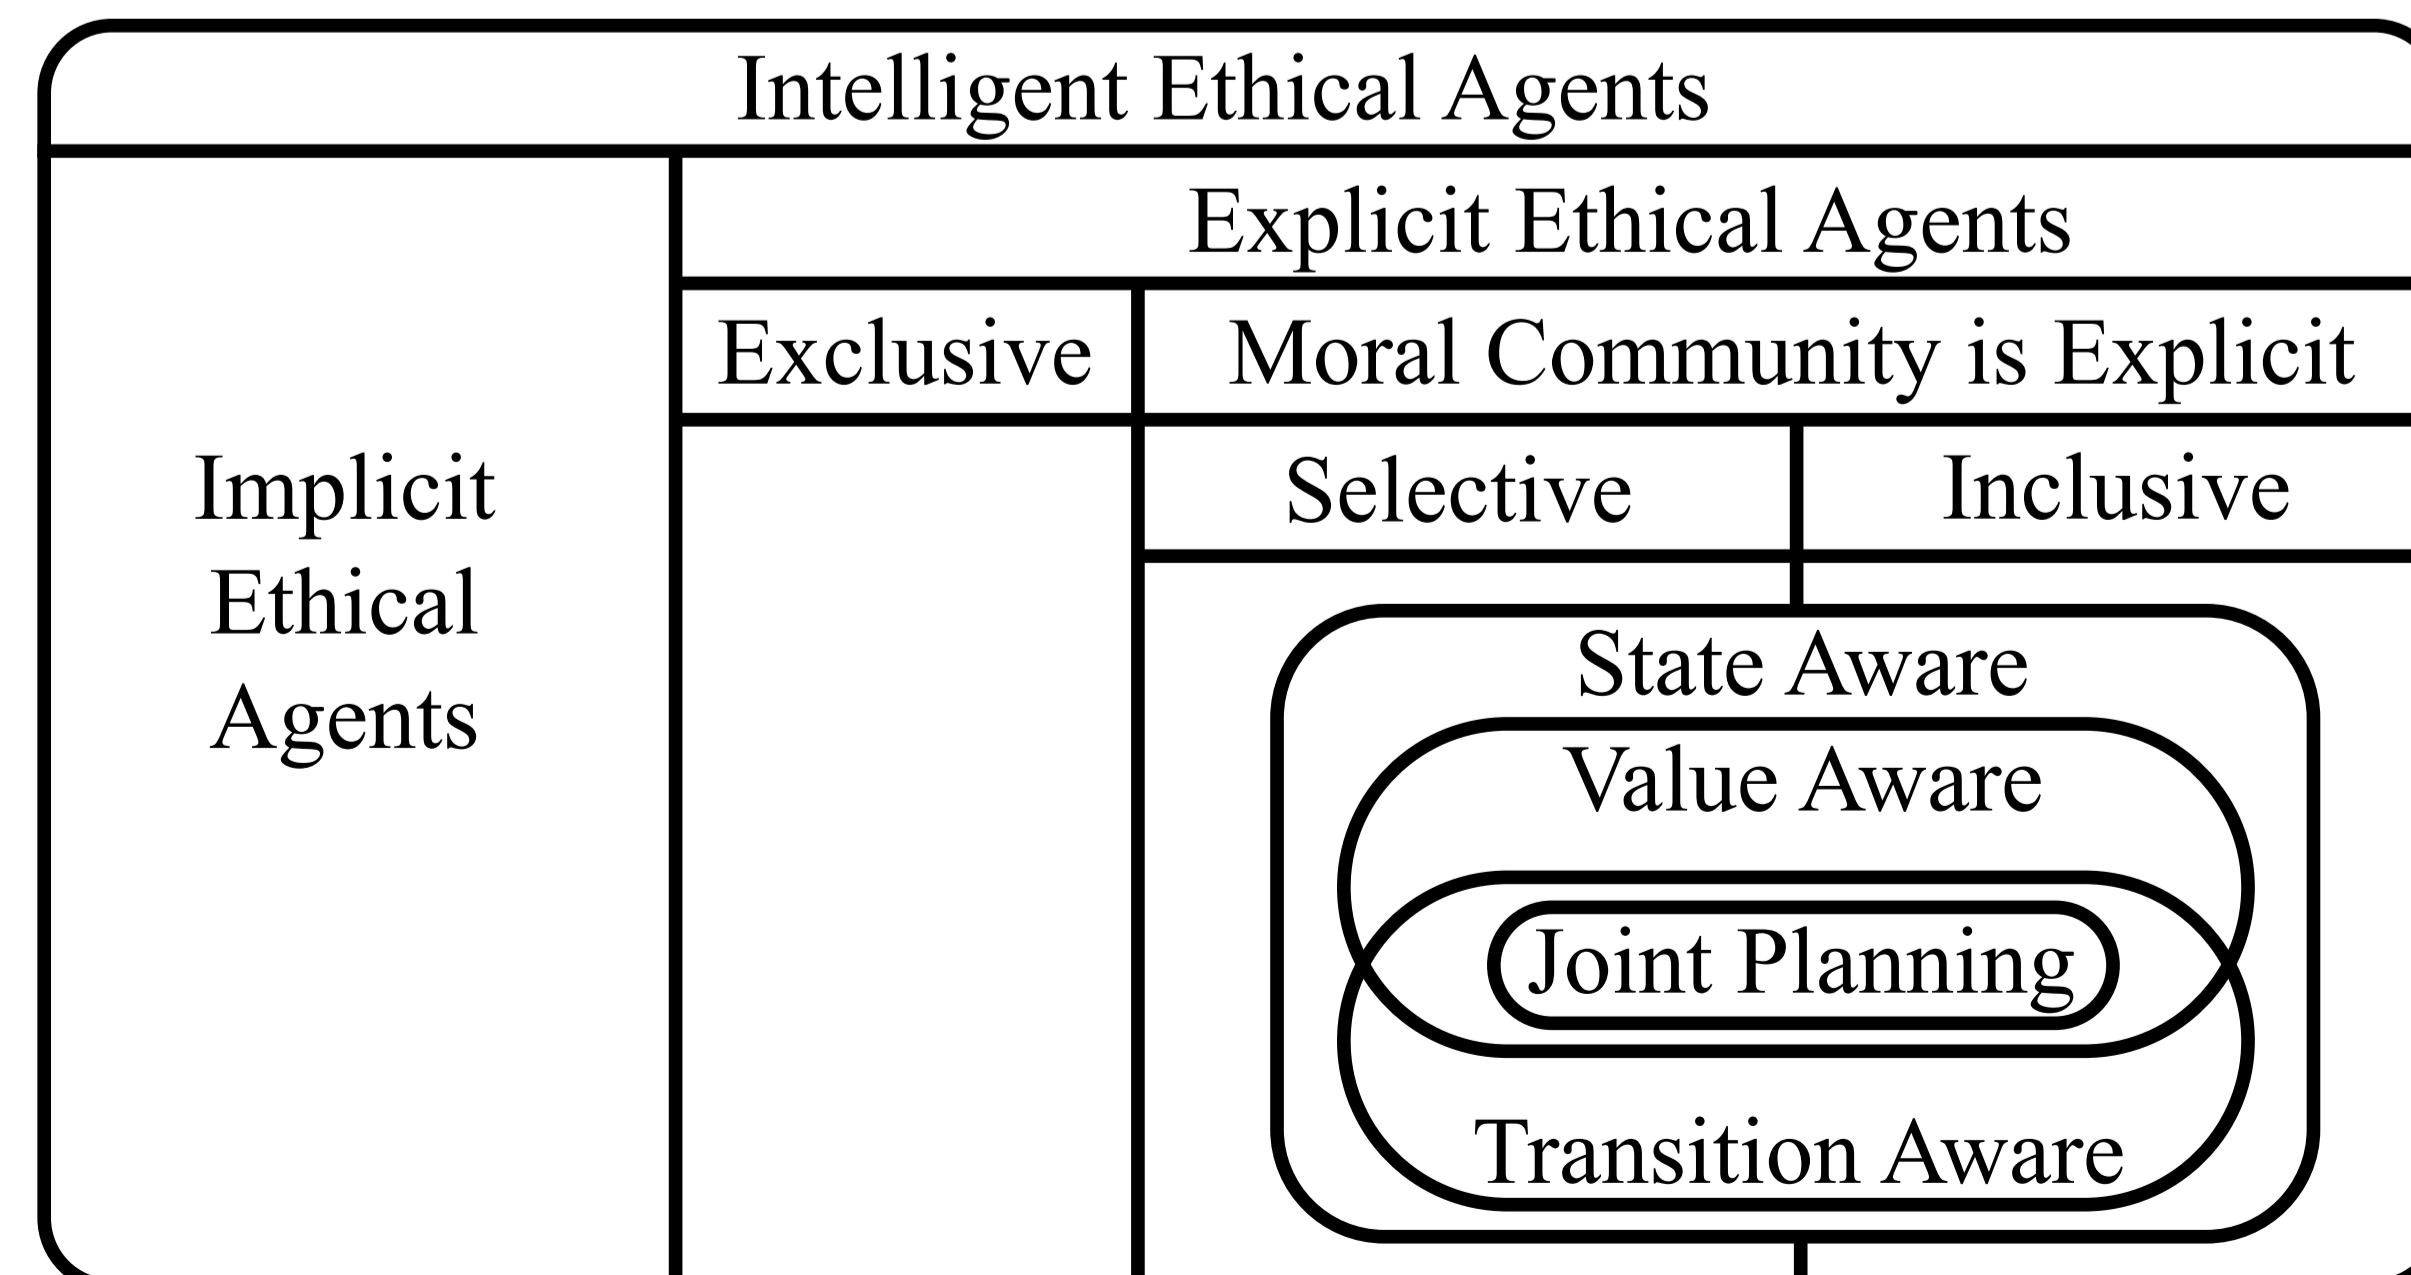 Intelligent Ethical Agents
Explicit Ethical Agents
Exclusive
Moral Community is Explicit
Implicit
Ethical
Agents
Selective
Inclusive
State Aware
Value Aware
Joint Planning
Transition Aware